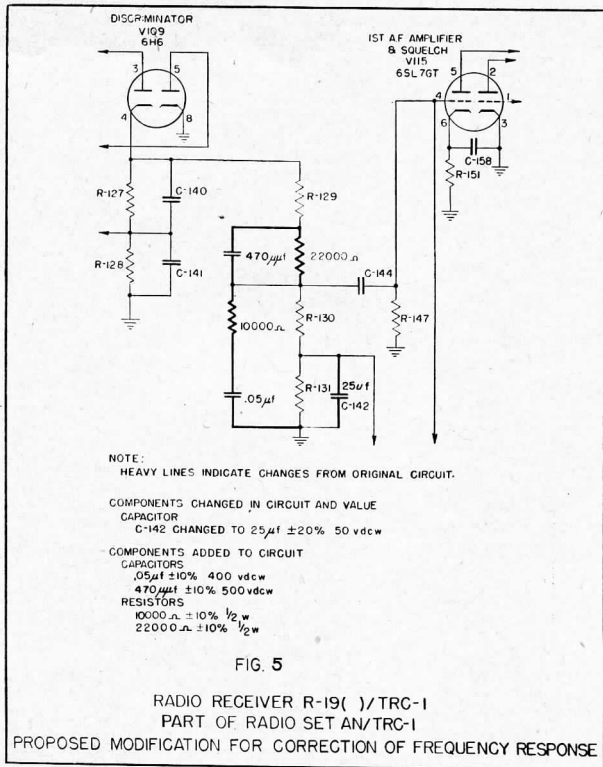 DISCRIMINATOR
V109
6H6
3
5
4
8
1ST A.F. AMPLIFIER
& SQUELCH
V115
6SL7GT
5
2
4
1
6
3
C-158
R-151
R-127
C-140
R-129
470μμf
22000Ω
C-144
R-128
C-141
10000Ω
R-130
R-147
.05μf
R-131
25μf
C-142
NOTE:
HEAVY LINES INDICATE CHANGES FROM ORIGINAL CIRCUIT.
COMPONENTS CHANGED IN CIRCUIT AND VALUE
CAPACITOR
C-142 CHANGED TO 25μf ±20% 50 vdcw
COMPONENTS ADDED TO CIRCUIT
CAPACITORS
.05μf ±10% 400 vdcw
470μμf ±10% 500vdcw
RESISTORS
10000Ω ±10% 1/2 w
22000Ω ±10% 1/2 w
FIG. 5
RADIO RECEIVER R-19( )/TRC-1
PART OF RADIO SET AN/TRC-1
PROPOSED MODIFICATION FOR CORRECTION OF FREQUENCY RESPONSE